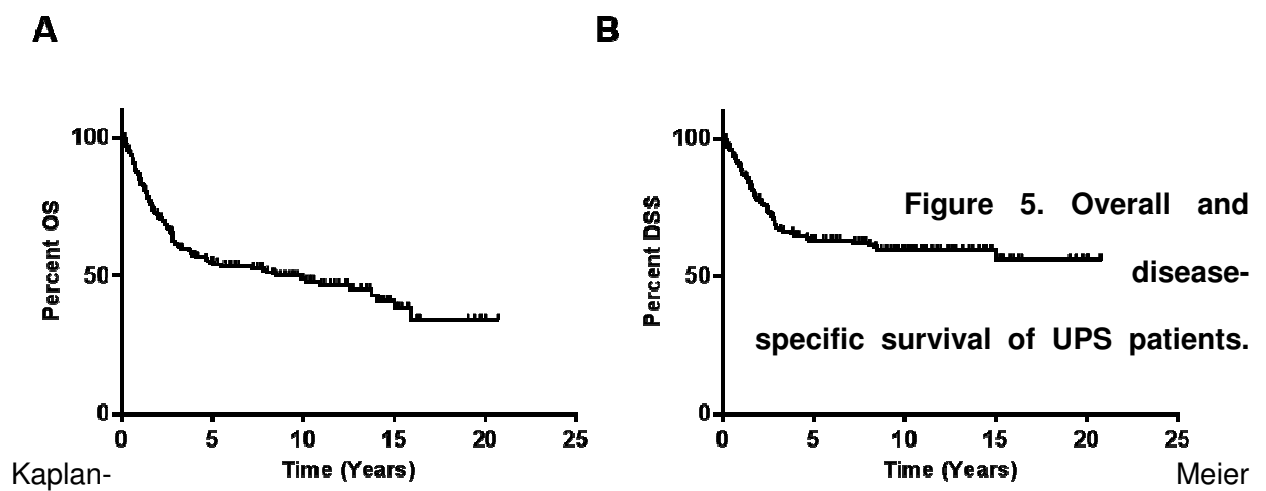 A
B
100
50
0
Percent OS
0 5 10 15 20 25
Time (Years)
100
50
0
Percent DSS
0 5 10 15 20 25
Time (Years)
Figure 5. Overall and
disease-
specific survival of UPS patients.
Kaplan- Meier